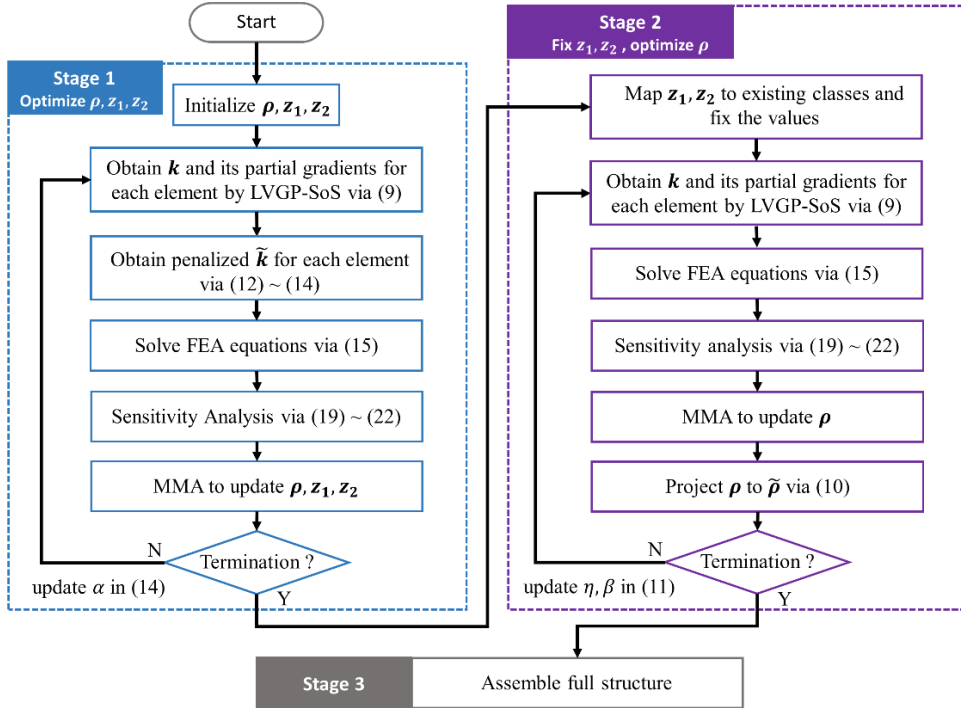 Start
Stage 1
Optimize ρ, z₁, z₂
Initialize ρ, z₁, z₂
Obtain k and its partial gradients for
each element by LVGP-SoS via (9)
Obtain penalized k̃ for each element
via (12) ~ (14)
Solve FEA equations via (15)
Sensitivity Analysis via (19) ~ (22)
MMA to update ρ, z₁, z₂
Termination ?
N
update α in (14)
Y
Stage 2
Fix z₁, z₂ , optimize ρ
Map z₁, z₂ to existing classes and
fix the values
Obtain k and its partial gradients for
each element by LVGP-SoS via (9)
Solve FEA equations via (15)
Sensitivity analysis via (19) ~ (22)
MMA to update ρ
Project ρ to ρ̃ via (10)
Termination ?
N
update η, β in (11)
Y
Stage 3
Assemble full structure